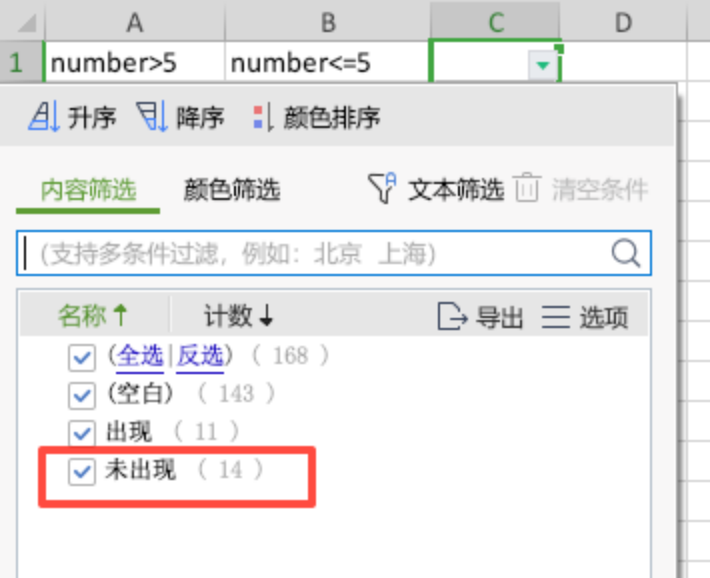 A B C D
1 number>5 number<=5
升序 降序 颜色排序
内容筛选 颜色筛选 文本筛选 清空条件
(支持多条件过滤，例如：北京 上海)
名称↑ 计数↓ 导出 选项
(全选|反选) ( 168 )
(空白) ( 143 )
出现 ( 11 )
未出现 ( 14 )